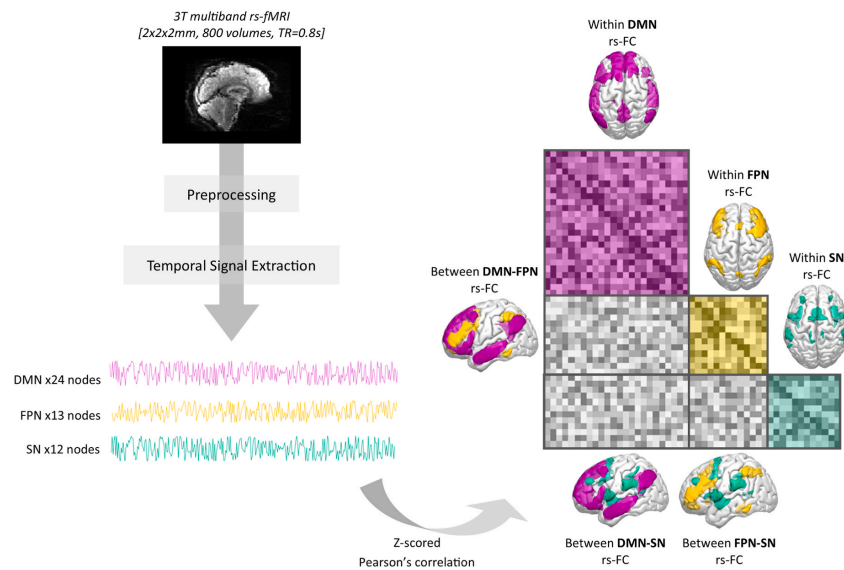 3T multiband rs-fMRI
[2x2x2mm, 800 volumes, TR=0.8s]
Preprocessing
Temporal Signal Extraction
DMN x24 nodes
FPN x13 nodes
SN x12 nodes
Z-scored
Pearson's correlation
Within DMN
rs-FC
Within FPN
rs-FC
Within SN
rs-FC
Between DMN-FPN
rs-FC
Between DMN-SN
rs-FC
Between FPN-SN
rs-FC